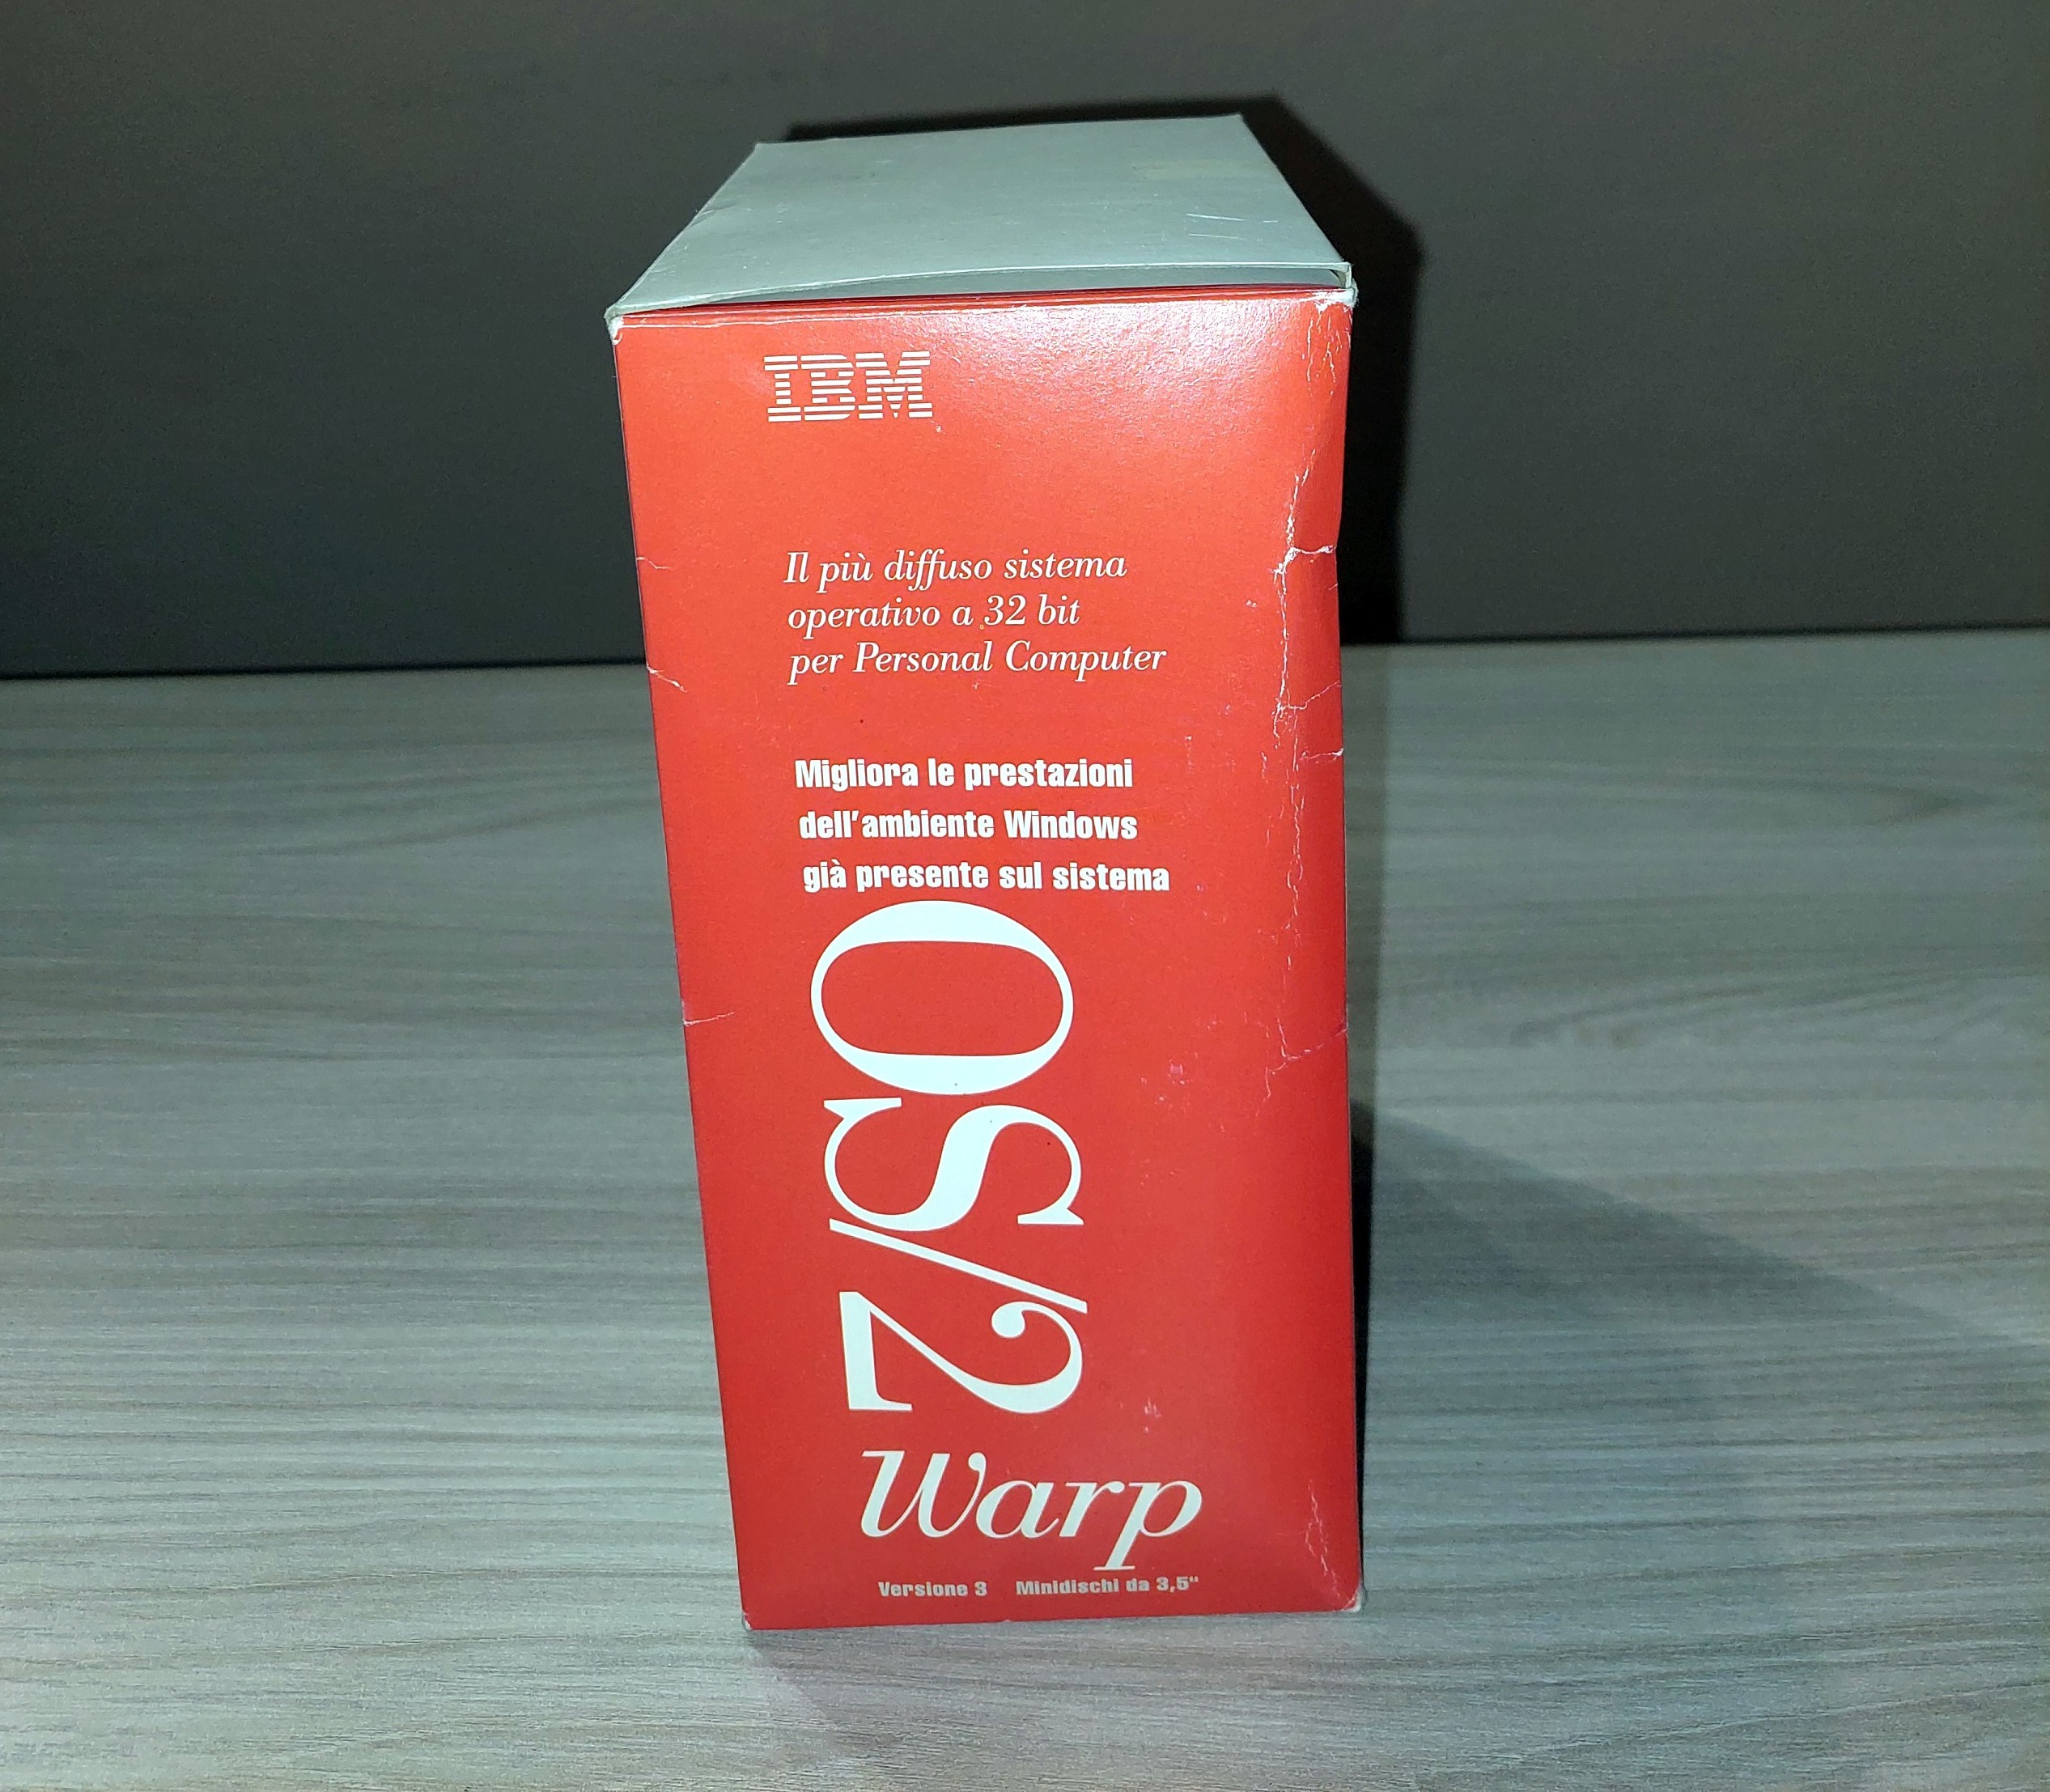 IBM
Il più diffuso sistema
operativo a 32 bit
per Personal Computer
Migliora le prestazioni
dell'ambiente Windows
già presente sul sistema
OS/2
Warp
Versione 3 Minidischi da 3,5"